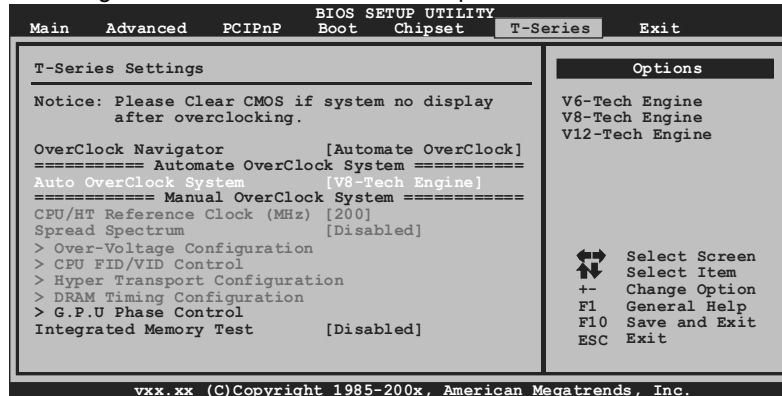 BIOS SETUP UTILITY
Main Advanced PCIPnP Boot Chipset T-Series Exit
T-Series Settings
Notice: Please Clear CMOS if system no display
after overclocking.
OverClock Navigator [Automate OverClock]
=========== Automate OverClock System ===========
Auto OverClock System [V8-Tech Engine]
============ Manual OverClock System ============
CPU/HT Reference Clock (MHz) [200]
Spread Spectrum [Disabled]
> Over-Voltage Configuration
> CPU FID/VID Control
> Hyper Transport Configuration
> DRAM Timing Configuration
> G.P.U Phase Control
Integrated Memory Test [Disabled]
Options
V6-Tech Engine
V8-Tech Engine
V12-Tech Engine
Select Screen
Select Item
+- Change Option
F1 General Help
F10 Save and Exit
ESC Exit
vxx.xx (C)Copyright 1985-200x, American Megatrends, Inc.